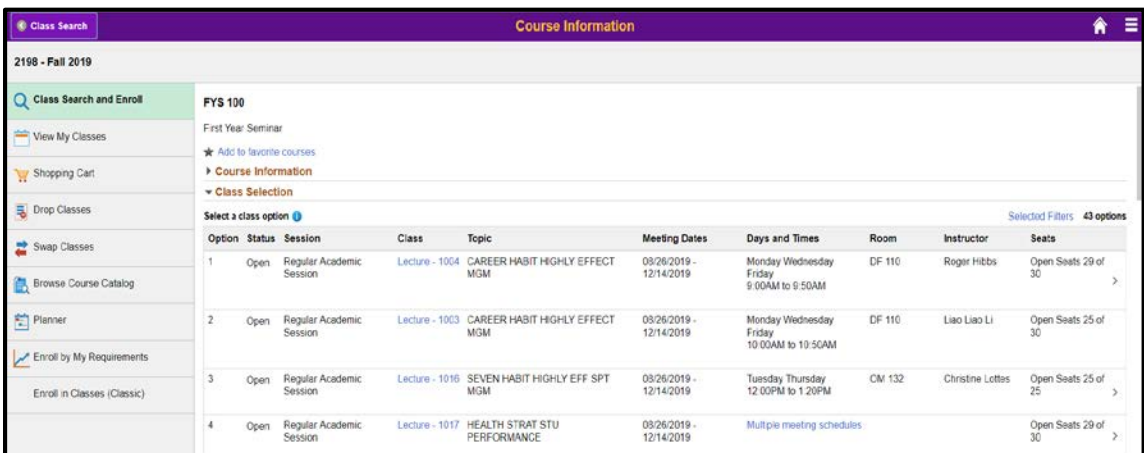 Class Search
Course Information
2198 - Fall 2019
Class Search and Enroll
View My Classes
Shopping Cart
Drop Classes
Swap Classes
Browse Course Catalog
Planner
Enroll by My Requirements
Enroll in Classes (Classic)
FYS 100
First Year Seminar
Add to favorite courses
Course Information
Class Selection
Select a class option
Selected Filters 43 options
Option Status Session Class Topic Meeting Dates Days and Times Room Instructor Seats
1 Open Regular Academic Lecture - 1004 CAREER HABIT HIGHLY EFFECT 08/26/2019 - Monday Wednesday DF 110 Roger Hibbs Open Seats 29 of
Session MGM 12/14/2019 Friday 30
9:00AM to 9:50AM
2 Open Regular Academic Lecture - 1003 CAREER HABIT HIGHLY EFFECT 08/26/2019 - Monday Wednesday DF 110 Liao Liao Li Open Seats 25 of
Session MGM 12/14/2019 Friday 30
10:00AM to 10:50AM
3 Open Regular Academic Lecture - 1016 SEVEN HABIT HIGHLY EFF SPT 08/26/2019 - Tuesday Thursday OM 132 Christine Lottes Open Seats 25 of
Session MGM 12/14/2019 12:00PM to 1:20PM 25
4 Open Regular Academic Lecture - 1017 HEALTH STRAT STU 08/26/2019 - Multiple meeting schedules Open Seats 29 of
Session PERFORMANCE 12/14/2019 30